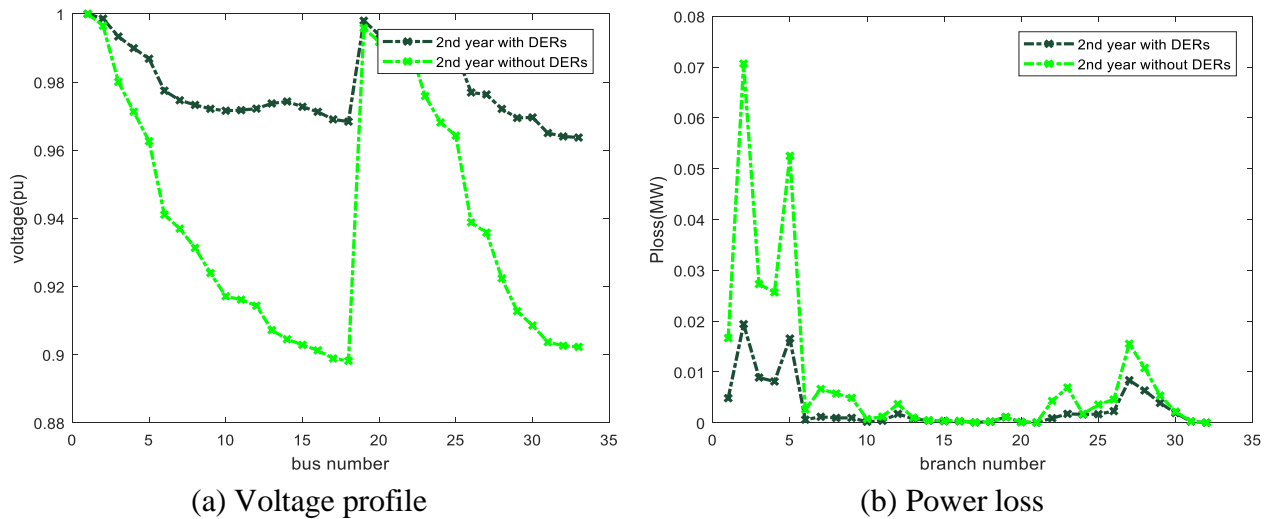 1
0.98
0.96
0.94
0.92
0.9
0.88
voltage(pu)
0 5 10 15 20 25 30 35
bus number
2nd year with DERs
2nd year without DERs
(a) Voltage profile
0.08
0.07
0.06
0.05
0.04
0.03
0.02
0.01
0
Ploss(MW)
0 5 10 15 20 25 30 35
branch number
2nd year with DERs
2nd year without DERs
(b) Power loss